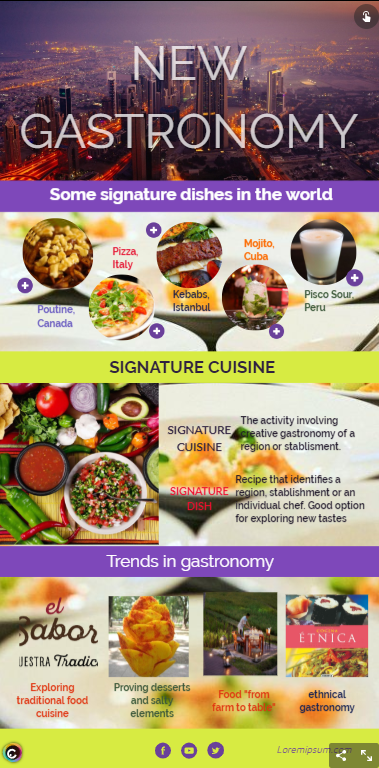 NEW
GASTRONOMY
Some signature dishes in the world
Poutine,
Canada
Pizza,
Italy
Kebabs,
Istanbul
Mojito,
Cuba
Pisco Sour,
Peru
SIGNATURE CUISINE
SIGNATURE
CUISINE
The activity involving
creative gastronomy of a
region or stablisment.
SIGNATURE
DISH
Recipe that identifies a
region, stablishment or an
individual chef. Good option
for exploring new tastes
Trends in gastronomy
el
Sabor
UESTRA Tradic
ÉTNICA
Exploring
traditional food
cuisine
Proving desserts
and salty
elements
Food "from
farm to table"
ethnical
gastronomy
Loremipsum.com